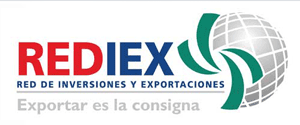 REDIEX
RED DE INVERSIONES Y EXPORTACIONES
Exportar es la consigna